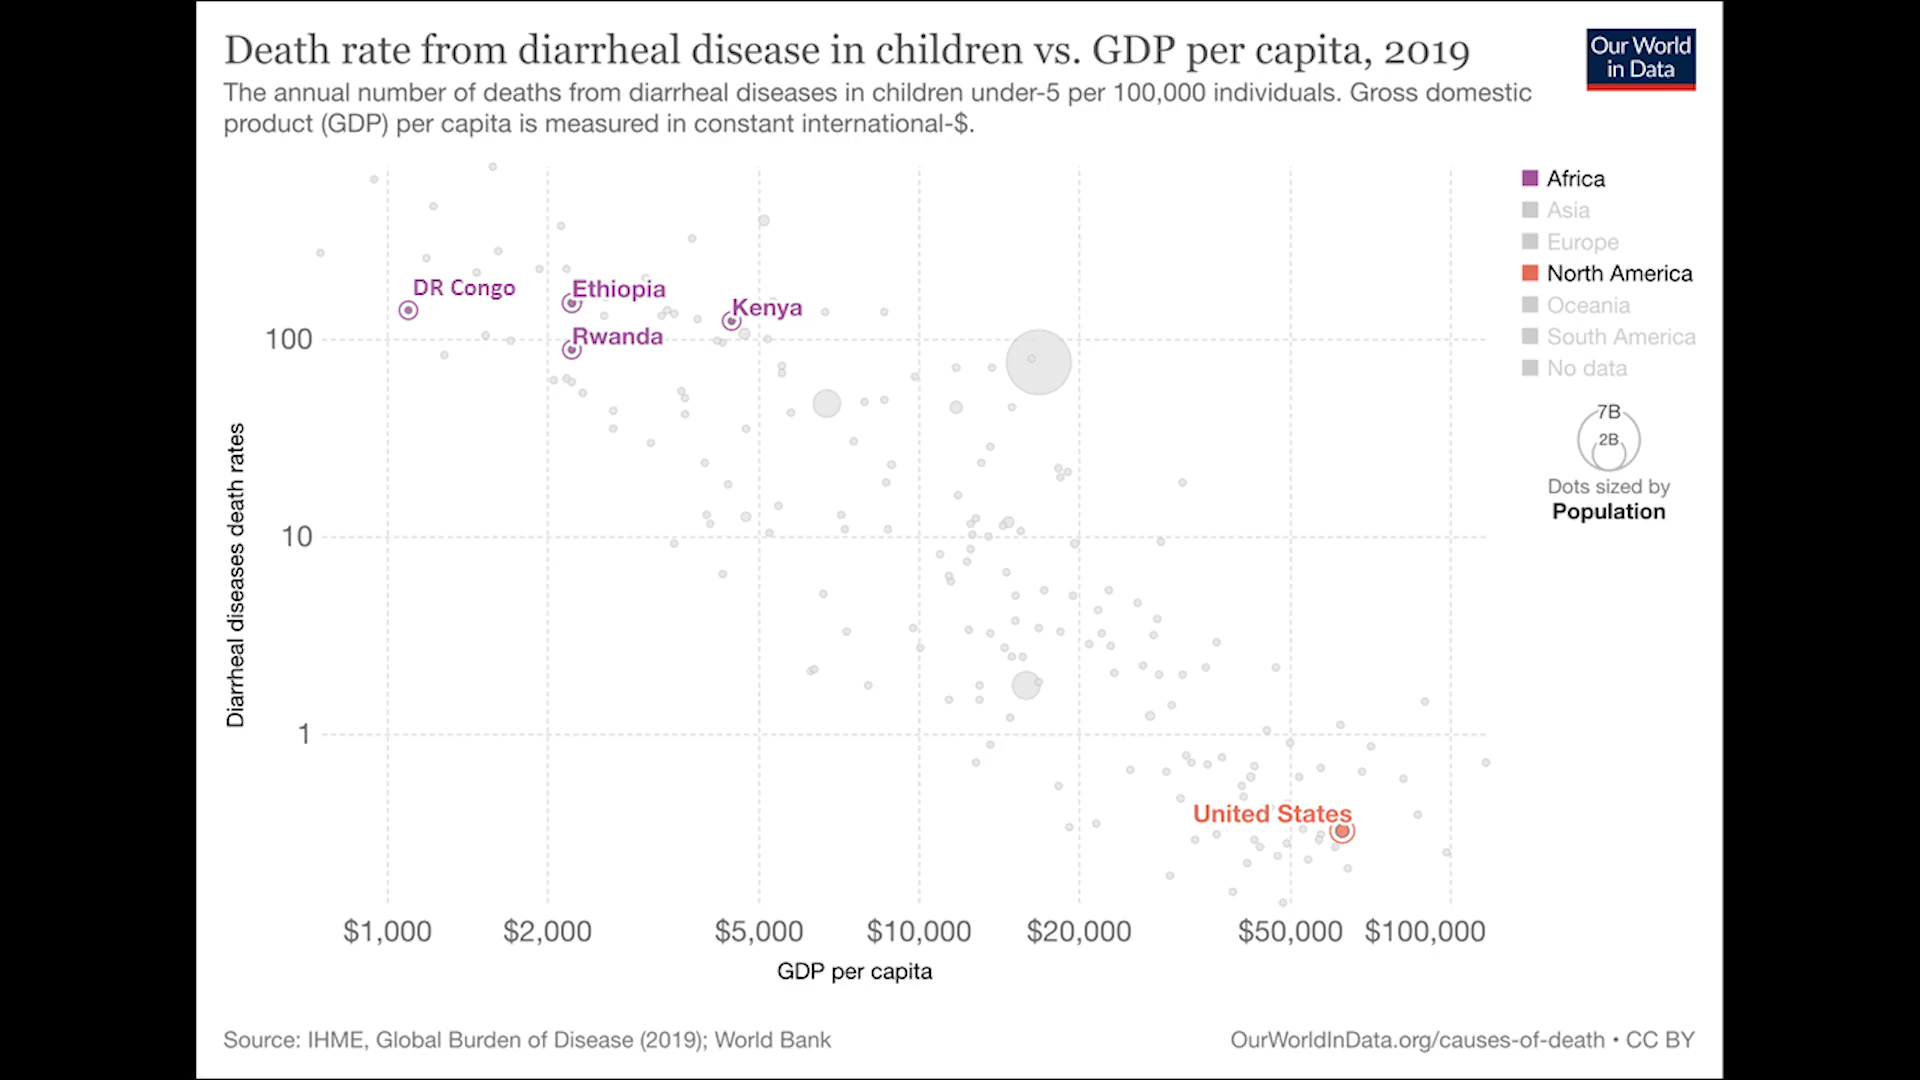 Death rate from diarrheal disease in children vs. GDP per capita, 2019
Our World
in Data
The annual number of deaths from diarrheal diseases in children under-5 per 100,000 individuals. Gross domestic
product (GDP) per capita is measured in constant international-$.
Africa
Asia
Europe
North America
Oceania
South America
No data
7B
2B
Dots sized by
Population
DR Congo
Ethiopia
Kenya
Rwanda
United States
100
10
1
Diarrheal diseases death rates
$1,000
$2,000
$5,000
$10,000
$20,000
$50,000
$100,000
GDP per capita
Source: IHME, Global Burden of Disease (2019); World Bank
OurWorldInData.org/causes-of-death • CC BY